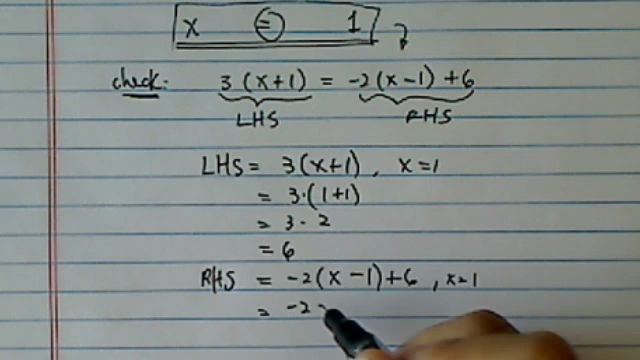 x = 1
check: 3(x+1) = -2(x-1)+6
LHS RHS
LHS = 3(x+1), x=1
= 3·(1+1)
= 3·2
= 6
RHS = -2(x-1)+6, x=1
= -2·